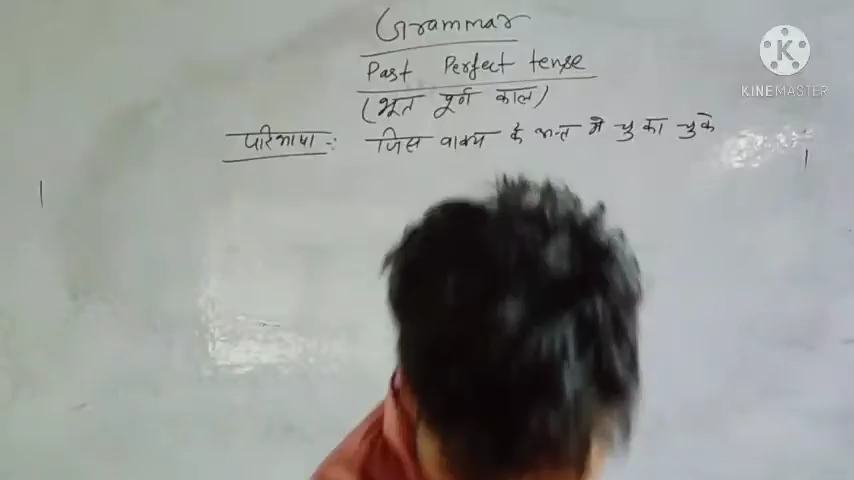 Grammar
Past Perfect tense
(भूत पूर्ण काल)
परिभाषा -: जिस वाक्य के अन्त में चुका चुके
K
KINEMASTER